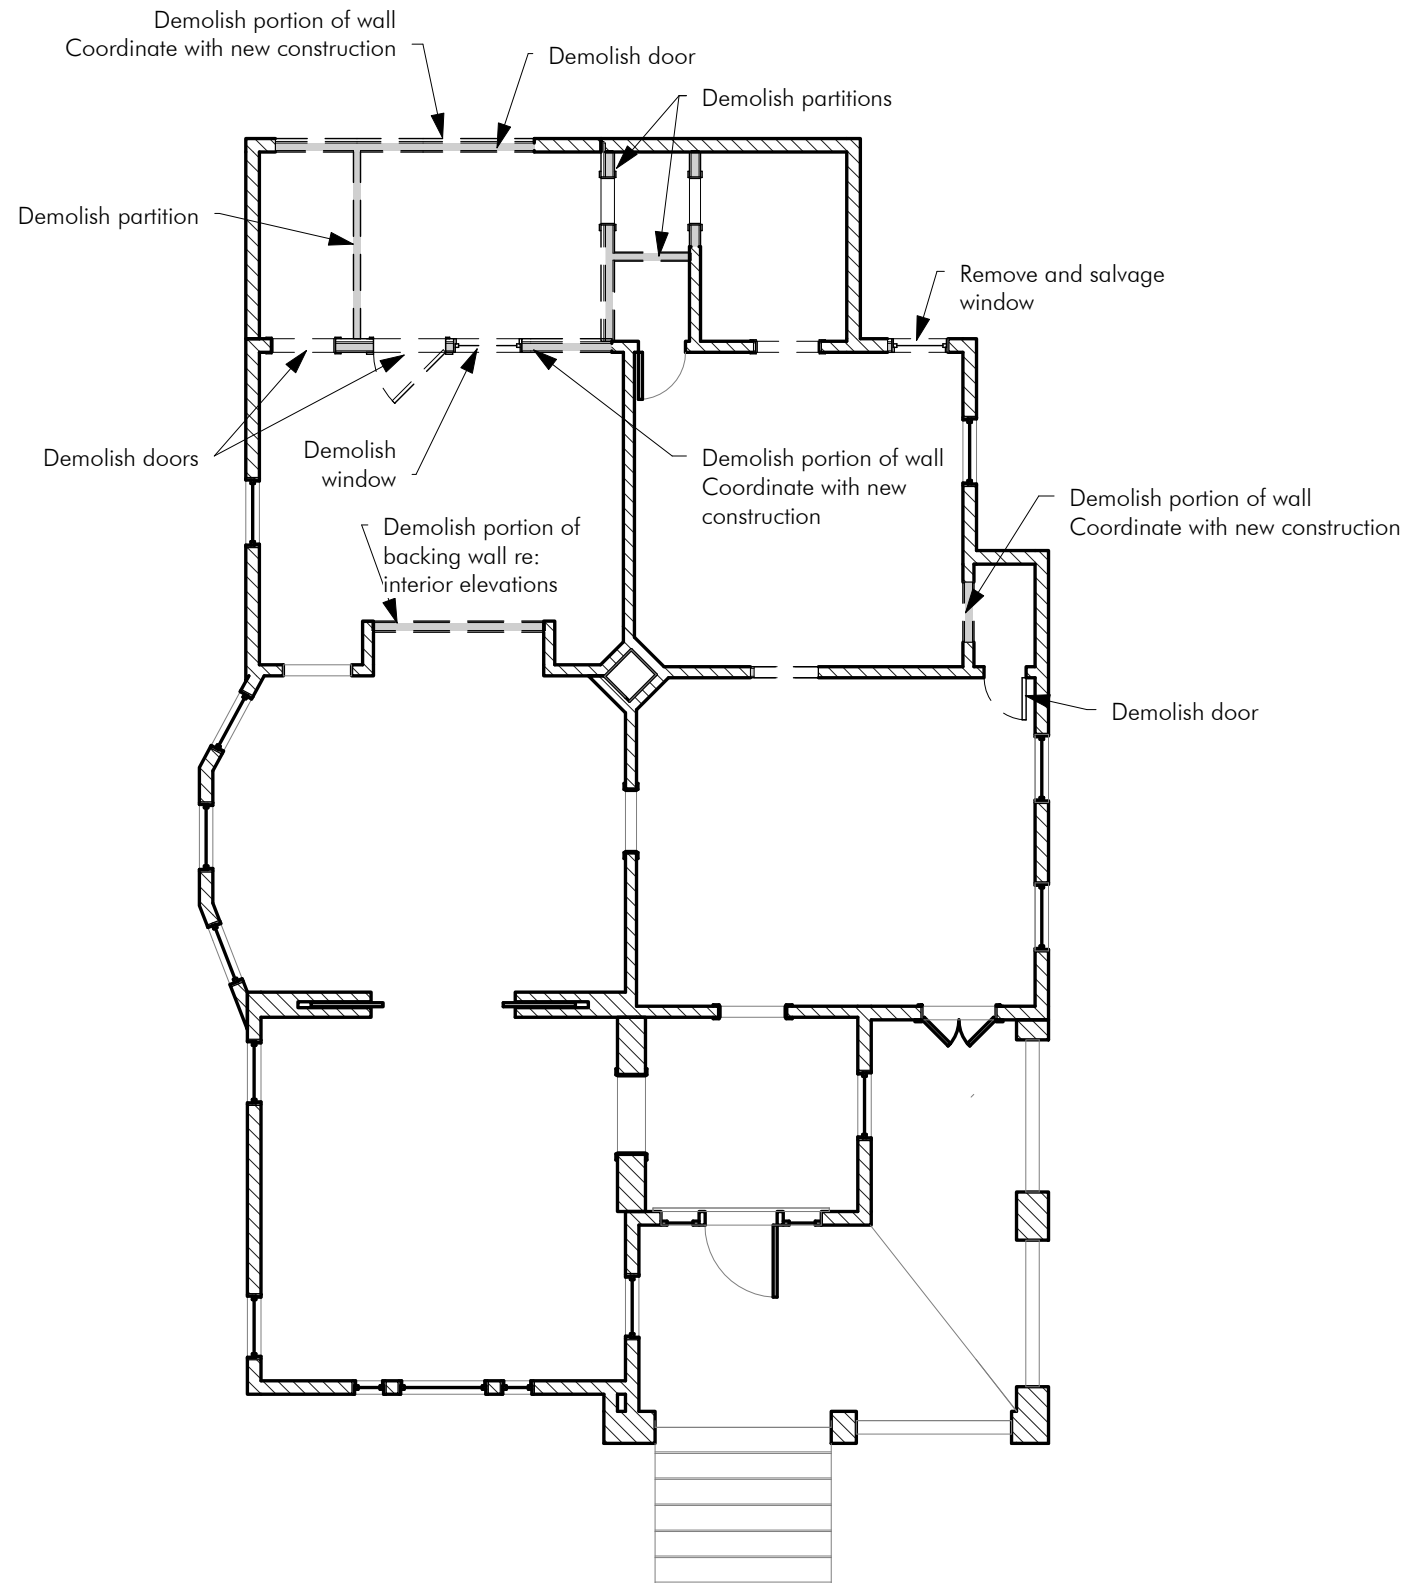 Demolish portion of wall
Coordinate with new construction
Demolish door
Demolish partitions
Demolish partition
Remove and salvage
window
Demolish doors
Demolish
window
Demolish portion of wall
Coordinate with new
construction
Demolish portion of wall
Coordinate with new construction
Demolish portion of
backing wall re:
interior elevations
Demolish door